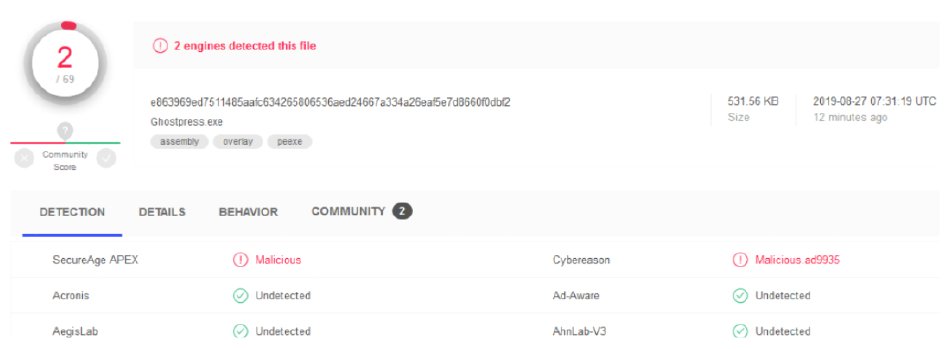 2 engines detected this file
2
/ 69
e863969ed7511485aafc634265806536aed24667a334a26eaf5e7d8660f0dbf2
Ghostpress.exe
assembly overlay peexe
531.56 KB
Size
2019-08-27 07:31:19 UTC
12 minutes ago
?
Community
Score
DETECTION DETAILS BEHAVIOR COMMUNITY 2
SecureAge APEX Malicious Cybereason Malicious.ad9935
Acronis Undetected Ad-Aware Undetected
AegisLab Undetected AhnLab-V3 Undetected